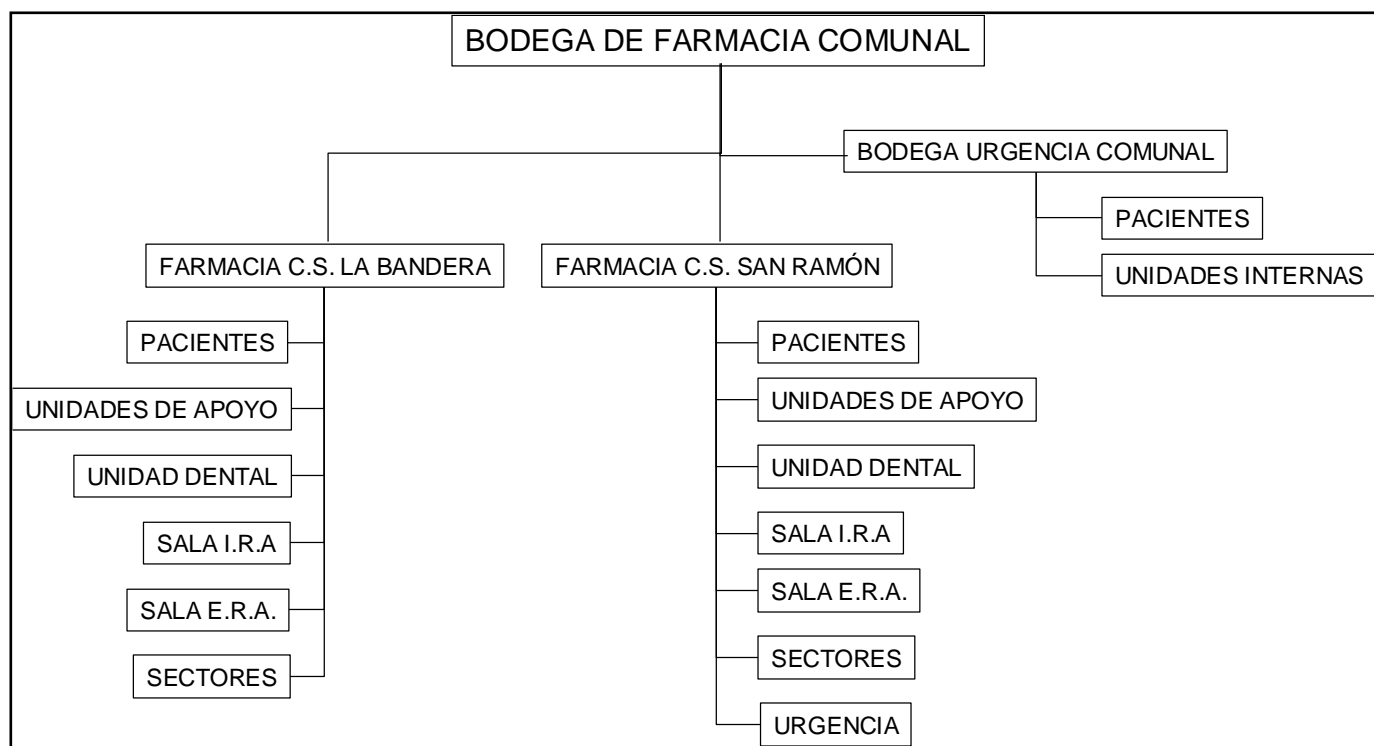 BODEGA DE FARMACIA COMUNAL
BODEGA URGENCIA COMUNAL
PACIENTES
UNIDADES INTERNAS
FARMACIA C.S. LA BANDERA
PACIENTES
UNIDADES DE APOYO
UNIDAD DENTAL
SALA I.R.A
SALA E.R.A.
SECTORES
FARMACIA C.S. SAN RAMÓN
PACIENTES
UNIDADES DE APOYO
UNIDAD DENTAL
SALA I.R.A
SALA E.R.A.
SECTORES
URGENCIA